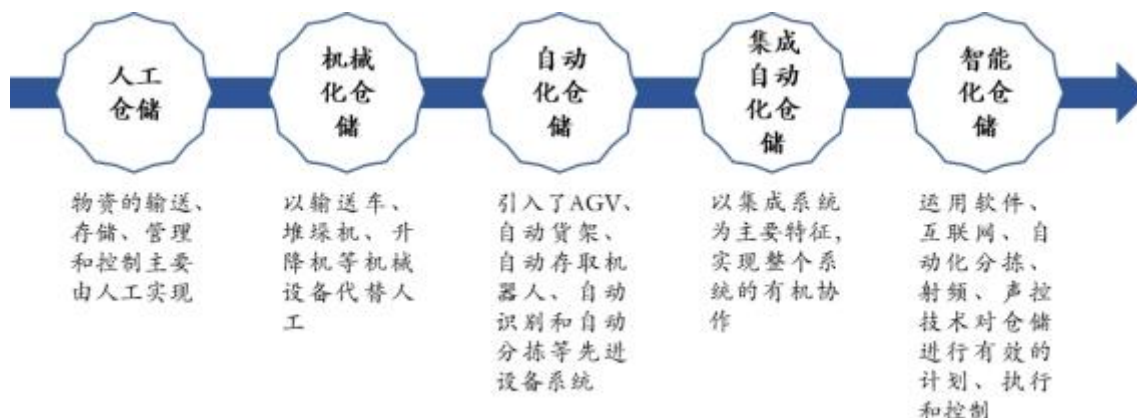 人工
仓储
机械
化仓
储
自动
化仓
储
集成
自动
化仓
储
智能
化仓
储
物资的输送、
存储、管理
和控制主要
由人工实现
以输送车、
堆垛机、升
降机等机械
设备代替人
工
引入了AGV、
自动货架、
自动存取机
器人、自动
识别和自动
分拣等先进
设备系统
以集成系统
为主要特征，
实现整个系
统的有机协
作
运用软件、
互联网、自
动化分拣、
射频、声控
技术对仓储
进行有效的
计划、执行
和控制